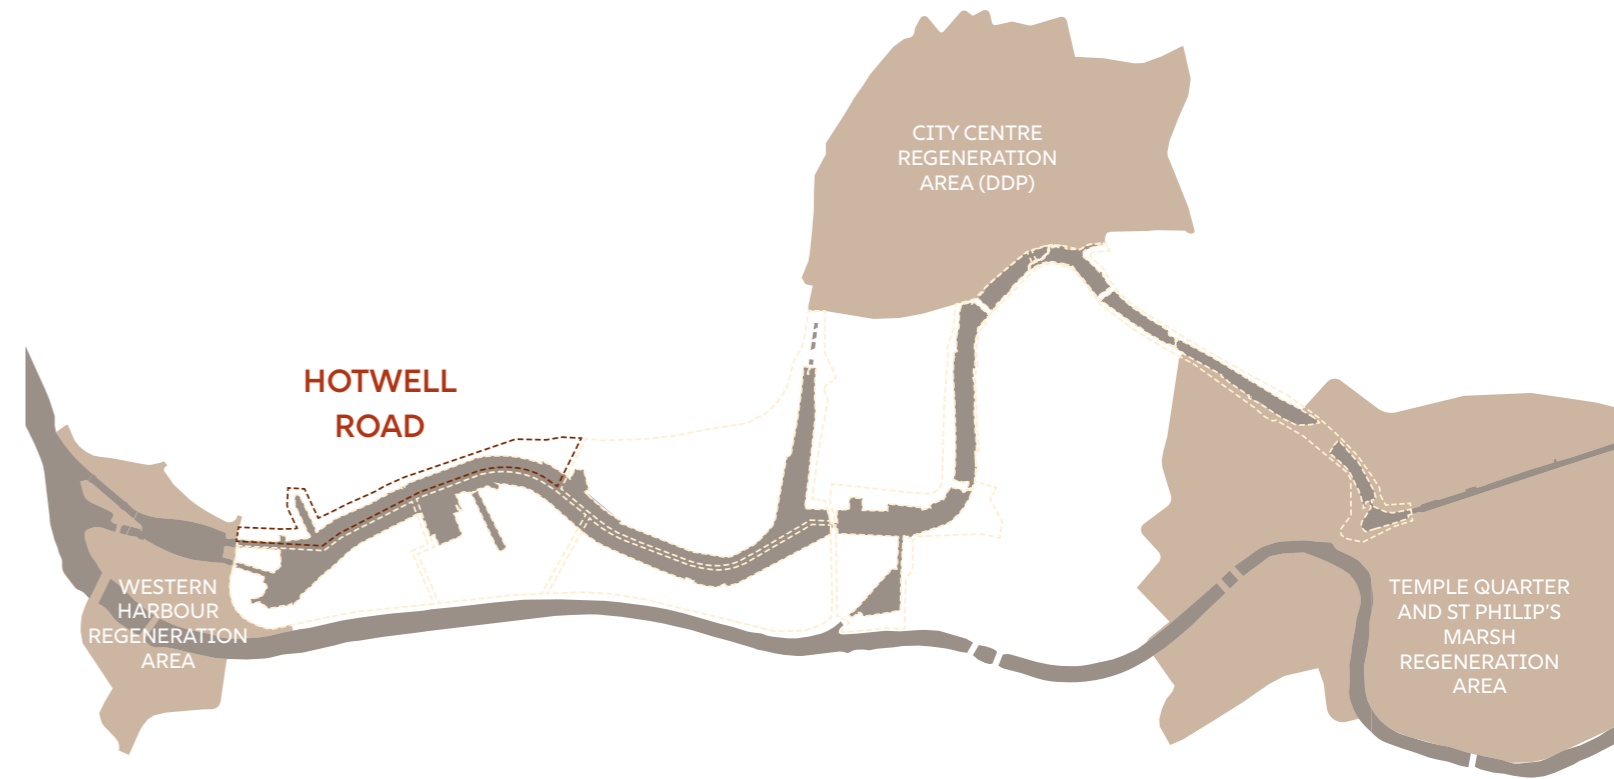 CITY CENTRE
REGENERATION
AREA (DDP)
HOTWELL
ROAD
WESTERN
HARBOUR
REGENERATION
AREA
TEMPLE QUARTER
AND ST PHILIP'S
MARSH
REGENERATION
AREA